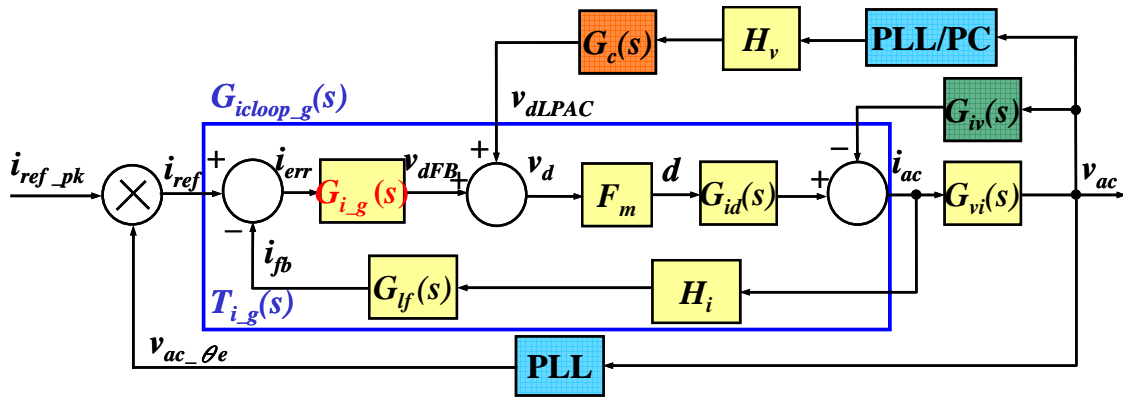 G_c(s)
H_v
PLL/PC
G_icloop_g(s)
v_dLPAC
G_iv(s)
i_ref_pk
i_ref
+
i_err
G_i_g(s)
v_dFB
+
+
v_d
F_m
d
G_id(s)
+
−
i_ac
G_vi(s)
v_ac
−
i_fb
G_lf(s)
H_i
T_i_g(s)
v_ac_θe
PLL